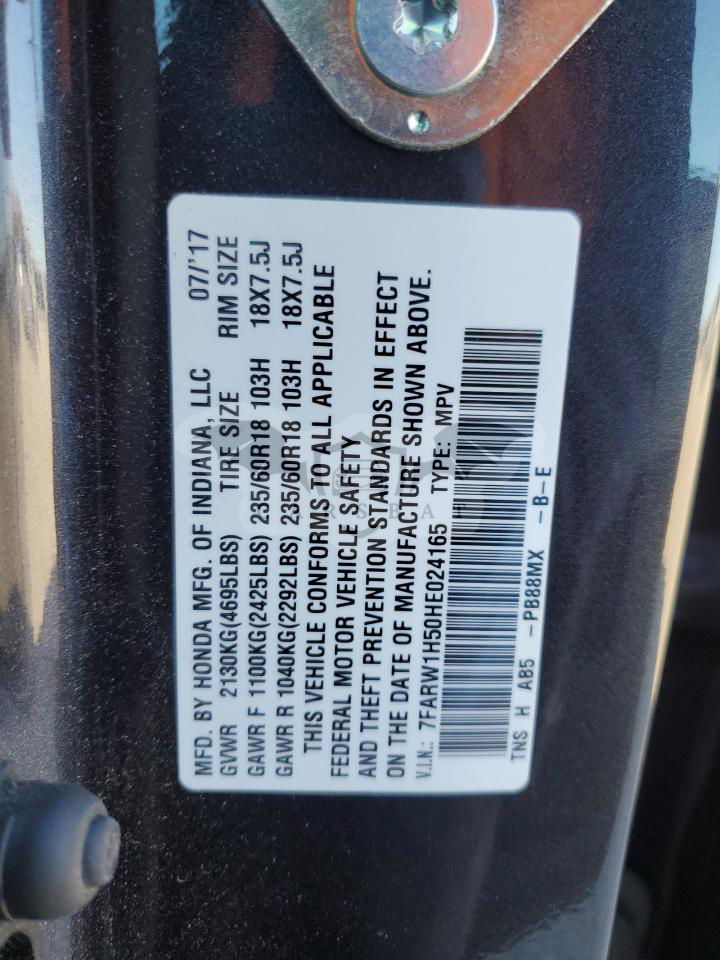 MFD. BY HONDA MFG. OF INDIANA, LLC 07/'17
GVWR 2130KG(4695LBS) TIRE SIZE RIM SIZE
GAWR F 1100KG(2425LBS) 235/60R18 103H 18X7.5J
GAWR R 1040KG(2292LBS) 235/60R18 103H 18X7.5J
THIS VEHICLE CONFORMS TO ALL APPLICABLE
FEDERAL MOTOR VEHICLE SAFETY
AND THEFT PREVENTION STANDARDS IN EFFECT
ON THE DATE OF MANUFACTURE SHOWN ABOVE.
V.I.N.: 7FARW1H50HE024165 TYPE: MPV
TNS H AB5 -PB88MX -B-E